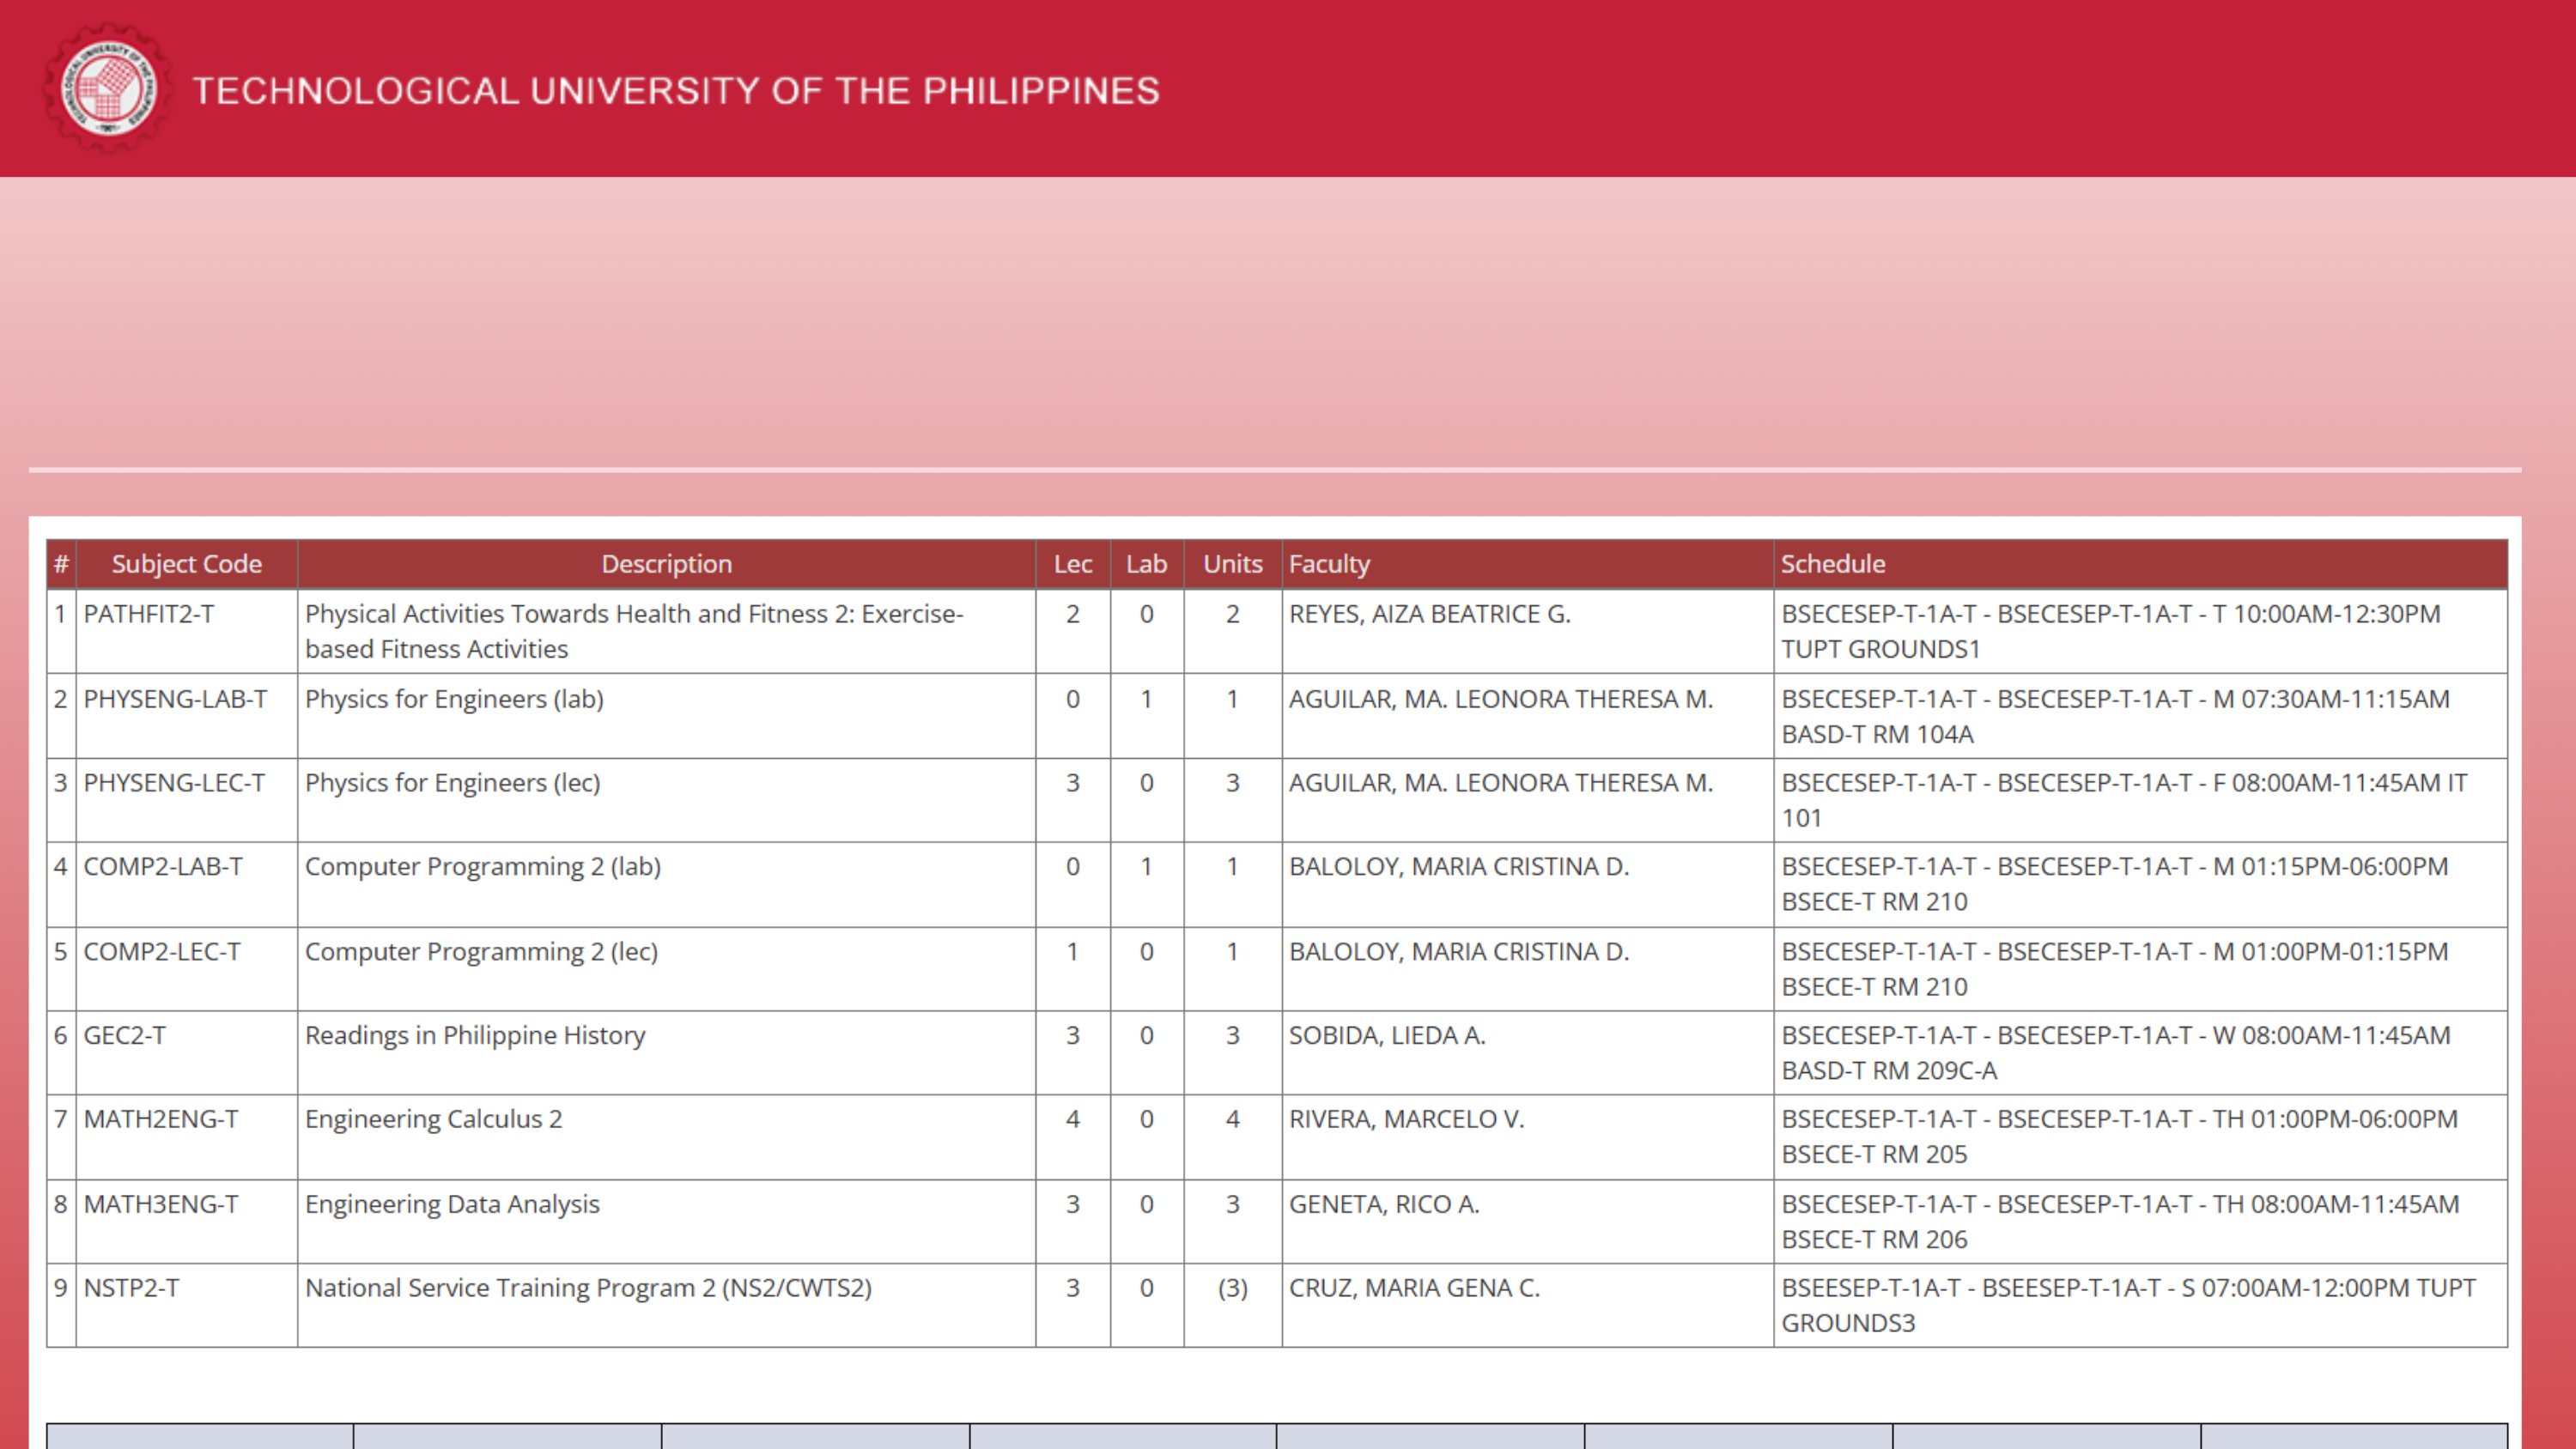 TECHNOLOGICAL UNIVERSITY OF THE PHILIPPINES
# Subject Code Description Lec Lab Units Faculty Schedule
1 PATHFIT2-T Physical Activities Towards Health and Fitness 2: Exercise- 2 0 2 REYES, AIZA BEATRICE G. BSECESEP-T-1A-T - BSECESEP-T-1A-T - T 10:00AM-12:30PM
based Fitness Activities TUPT GROUNDS1
2 PHYSENG-LAB-T Physics for Engineers (lab) 0 1 1 AGUILAR, MA. LEONORA THERESA M. BSECESEP-T-1A-T - BSECESEP-T-1A-T - M 07:30AM-11:15AM
BASD-T RM 104A
3 PHYSENG-LEC-T Physics for Engineers (lec) 3 0 3 AGUILAR, MA. LEONORA THERESA M. BSECESEP-T-1A-T - BSECESEP-T-1A-T - F 08:00AM-11:45AM IT
101
4 COMP2-LAB-T Computer Programming 2 (lab) 0 1 1 BALOLOY, MARIA CRISTINA D. BSECESEP-T-1A-T - BSECESEP-T-1A-T - M 01:15PM-06:00PM
BSECE-T RM 210
5 COMP2-LEC-T Computer Programming 2 (lec) 1 0 1 BALOLOY, MARIA CRISTINA D. BSECESEP-T-1A-T - BSECESEP-T-1A-T - M 01:00PM-01:15PM
BSECE-T RM 210
6 GEC2-T Readings in Philippine History 3 0 3 SOBIDA, LIEDA A. BSECESEP-T-1A-T - BSECESEP-T-1A-T - W 08:00AM-11:45AM
BASD-T RM 209C-A
7 MATH2ENG-T Engineering Calculus 2 4 0 4 RIVERA, MARCELO V. BSECESEP-T-1A-T - BSECESEP-T-1A-T - TH 01:00PM-06:00PM
BSECE-T RM 205
8 MATH3ENG-T Engineering Data Analysis 3 0 3 GENETA, RICO A. BSECESEP-T-1A-T - BSECESEP-T-1A-T - TH 08:00AM-11:45AM
BSECE-T RM 206
9 NSTP2-T National Service Training Program 2 (NS2/CWTS2) 3 0 (3) CRUZ, MARIA GENA C. BSEESEP-T-1A-T - BSEESEP-T-1A-T - S 07:00AM-12:00PM TUPT
GROUNDS3